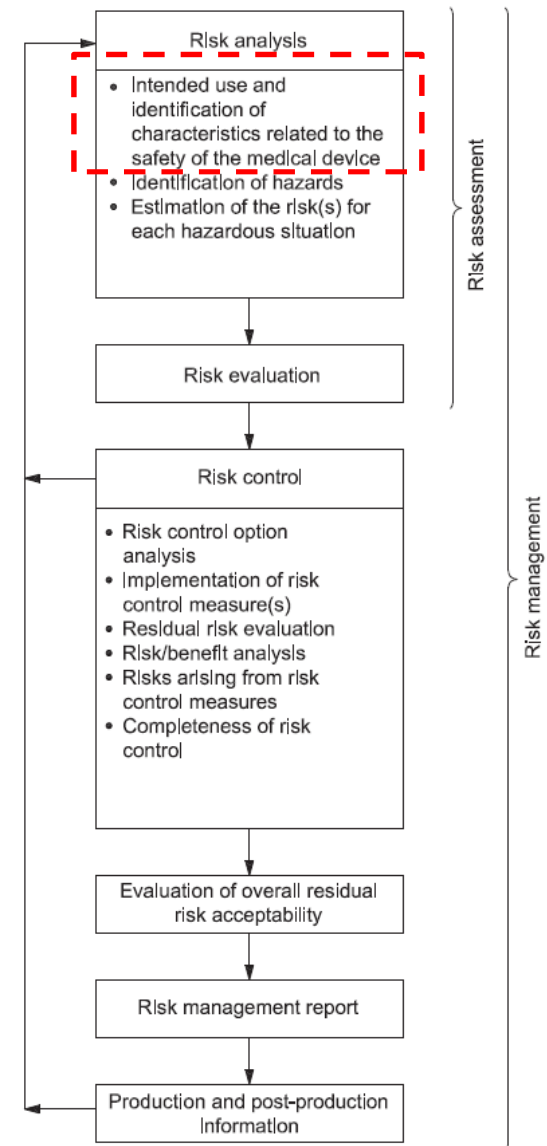 Risk analysis
• Intended use and
identification of
characteristics related to the
safety of the medical device
• Identification of hazards
• Estimation of the risk(s) for
each hazardous situation
Risk evaluation
Risk assessment
Risk control
• Risk control option
analysis
• Implementation of risk
control measure(s)
• Residual risk evaluation
• Risk/benefit analysis
• Risks arising from risk
control measures
• Completeness of risk
control
Risk management
Evaluation of overall residual
risk acceptability
Risk management report
Production and post-production
information